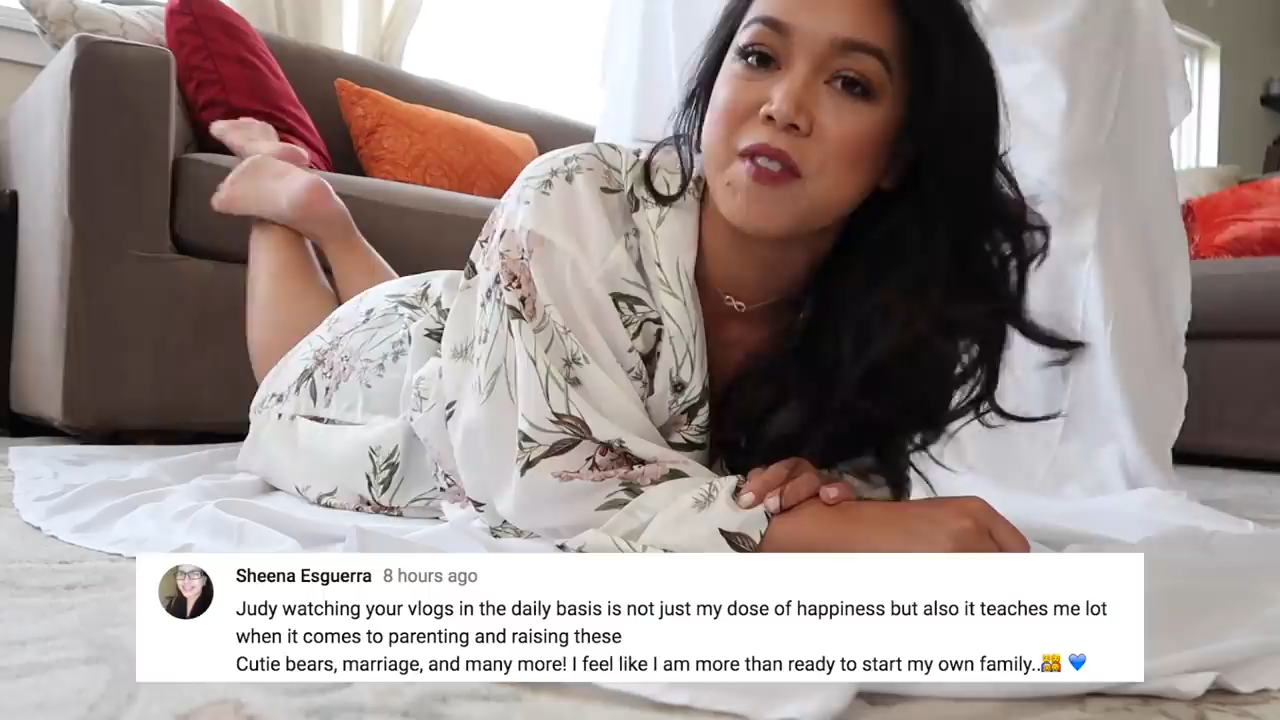 Sheena Esguerra 8 hours ago
Judy watching your vlogs in the daily basis is not just my dose of happiness but also it teaches me lot
when it comes to parenting and raising these
Cutie bears, marriage, and many more! I feel like I am more than ready to start my own family..👨‍👩‍👧‍👦 💙